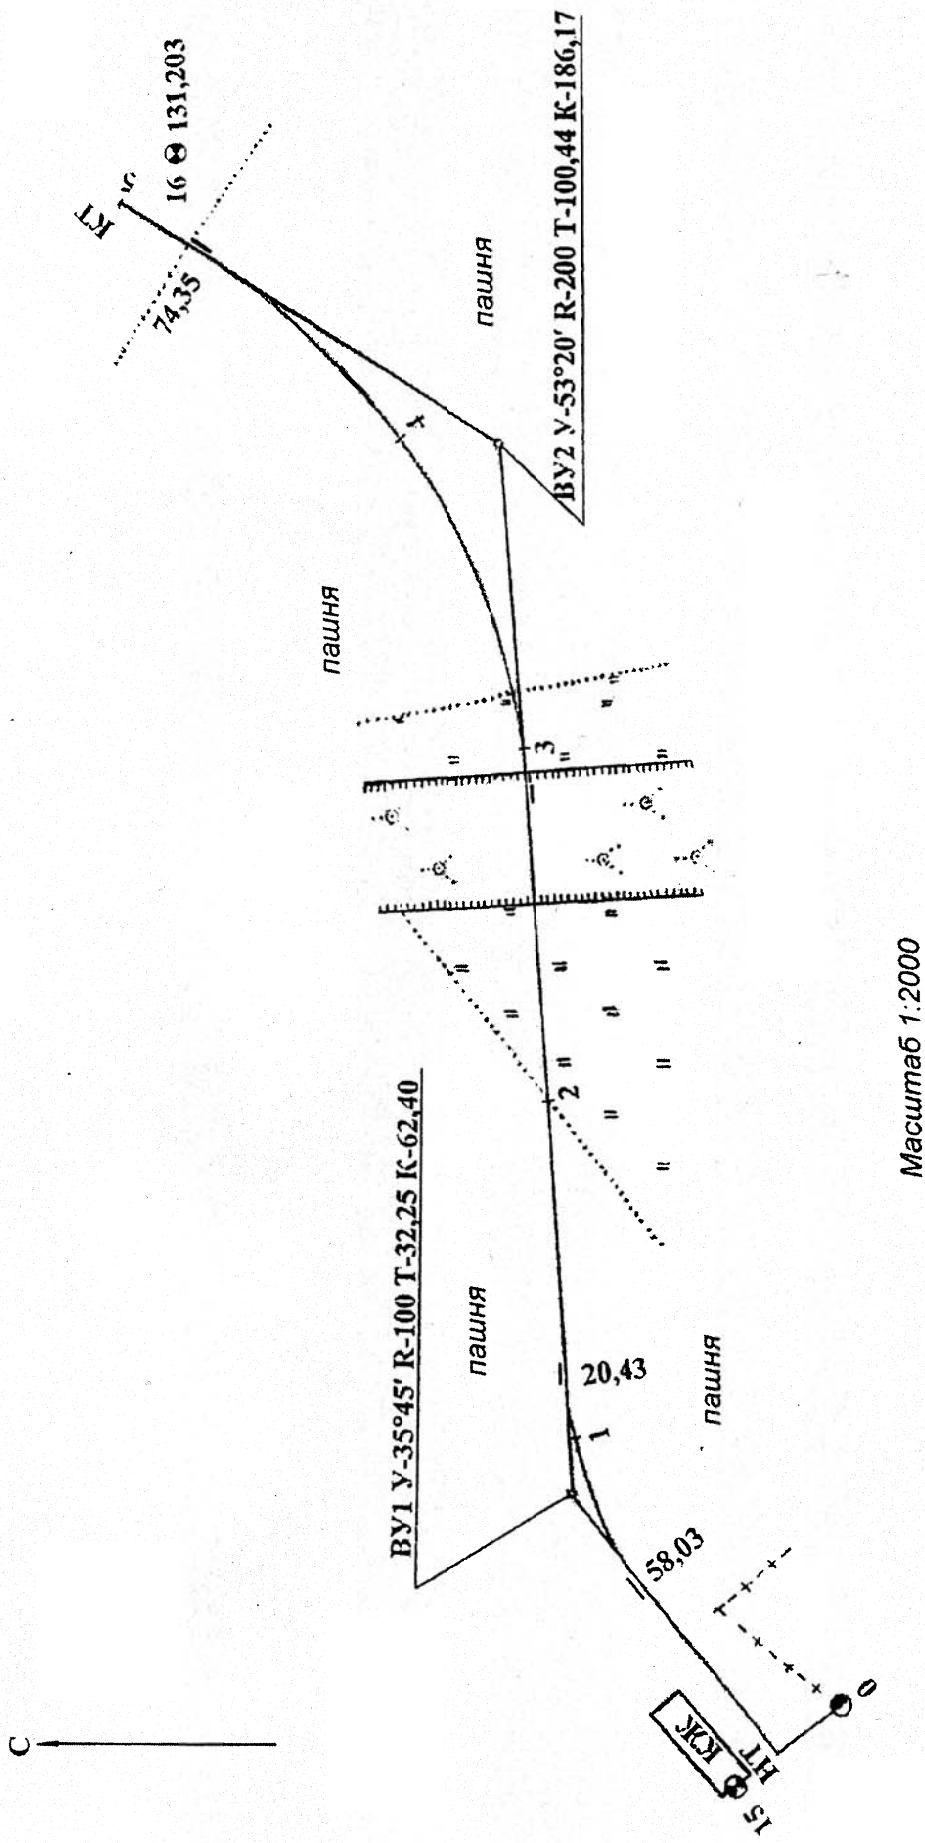 С
16 131,203
КТ
74,35
пашня
ВУ2 У-53°20' R-200 Т-100,44 К-186,17
4
пашня
3
2
ВУ1 У-35°45' R-100 Т-32,25 К-62,40
пашня
20,43
1
пашня
58,03
КЖ
15
НТ
0
Масштаб 1:2000